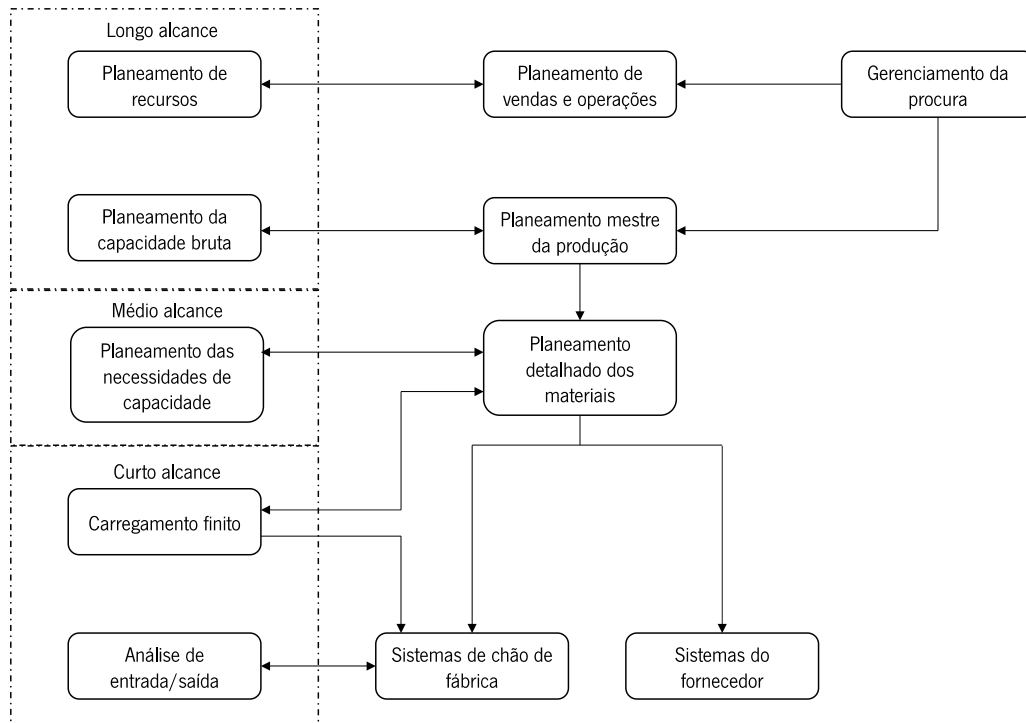 Longo alcance
Planeamento de
recursos
Planeamento de
vendas e operações
Gerenciamento da
procura
Planeamento da
capacidade bruta
Planeamento mestre
da produção
Médio alcance
Planeamento das
necessidades de
capacidade
Planeamento
detalhado dos
materiais
Curto alcance
Carregamento finito
Análise de
entrada/saída
Sistemas de chão de
fábrica
Sistemas do
fornecedor